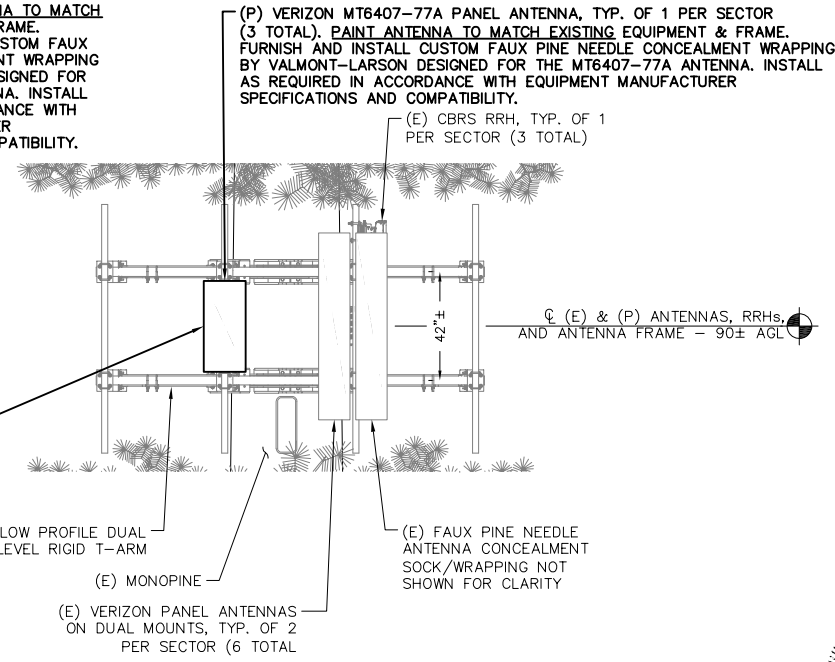 NA TO MATCH
RAME.
STOM FAUX
NT WRAPPING
SIGNED FOR
NA. INSTALL
ANCE WITH
ER
PATIBILITY.
(P) VERIZON MT6407-77A PANEL ANTENNA, TYP. OF 1 PER SECTOR
(3 TOTAL). PAINT ANTENNA TO MATCH EXISTING EQUIPMENT & FRAME.
FURNISH AND INSTALL CUSTOM FAUX PINE NEEDLE CONCEALMENT WRAPPING
BY VALMONT-LARSON DESIGNED FOR THE MT6407-77A ANTENNA. INSTALL
AS REQUIRED IN ACCORDANCE WITH EQUIPMENT MANUFACTURER
SPECIFICATIONS AND COMPATIBILITY.
(E) CBRS RRH, TYP. OF 1
PER SECTOR (3 TOTAL)
42"±
℄ (E) & (P) ANTENNAS, RRHs,
AND ANTENNA FRAME - 90± AGL
LOW PROFILE DUAL
LEVEL RIGID T-ARM
(E) MONOPINE
(E) VERIZON PANEL ANTENNAS
ON DUAL MOUNTS, TYP. OF 2
PER SECTOR (6 TOTAL
(E) FAUX PINE NEEDLE
ANTENNA CONCEALMENT
SOCK/WRAPPING NOT
SHOWN FOR CLARITY